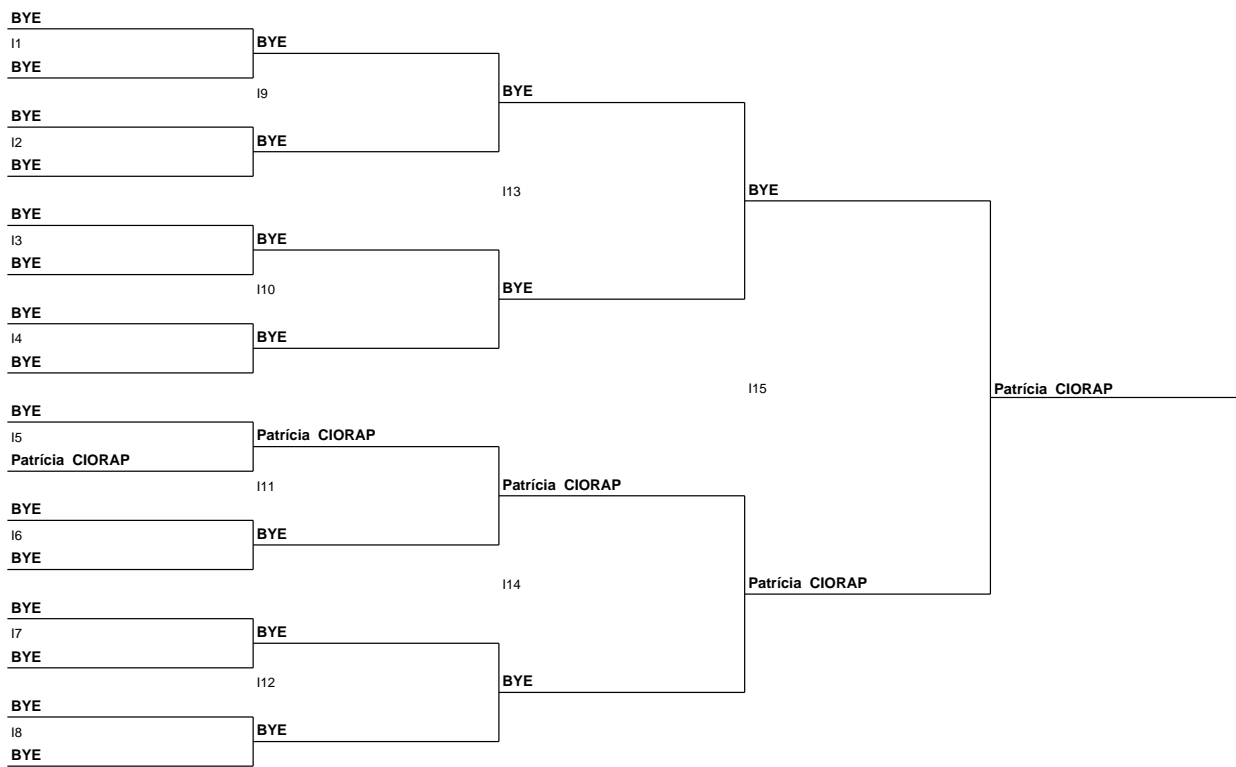 BYE
I1
BYE
BYE
I9
BYE
BYE
I2
BYE
BYE
I13
BYE
BYE
BYE
I3
BYE
BYE
I10
BYE
BYE
I4
BYE
BYE
I15
Patrícia CIORAP
BYE
I5
Patrícia CIORAP
Patrícia CIORAP
I11
Patrícia CIORAP
BYE
I6
BYE
BYE
I14
Patrícia CIORAP
BYE
I7
BYE
BYE
I12
BYE
BYE
I8
BYE
BYE